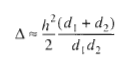 Δ ≈ h²(d₁ + d₂) / 2 d₁d₂